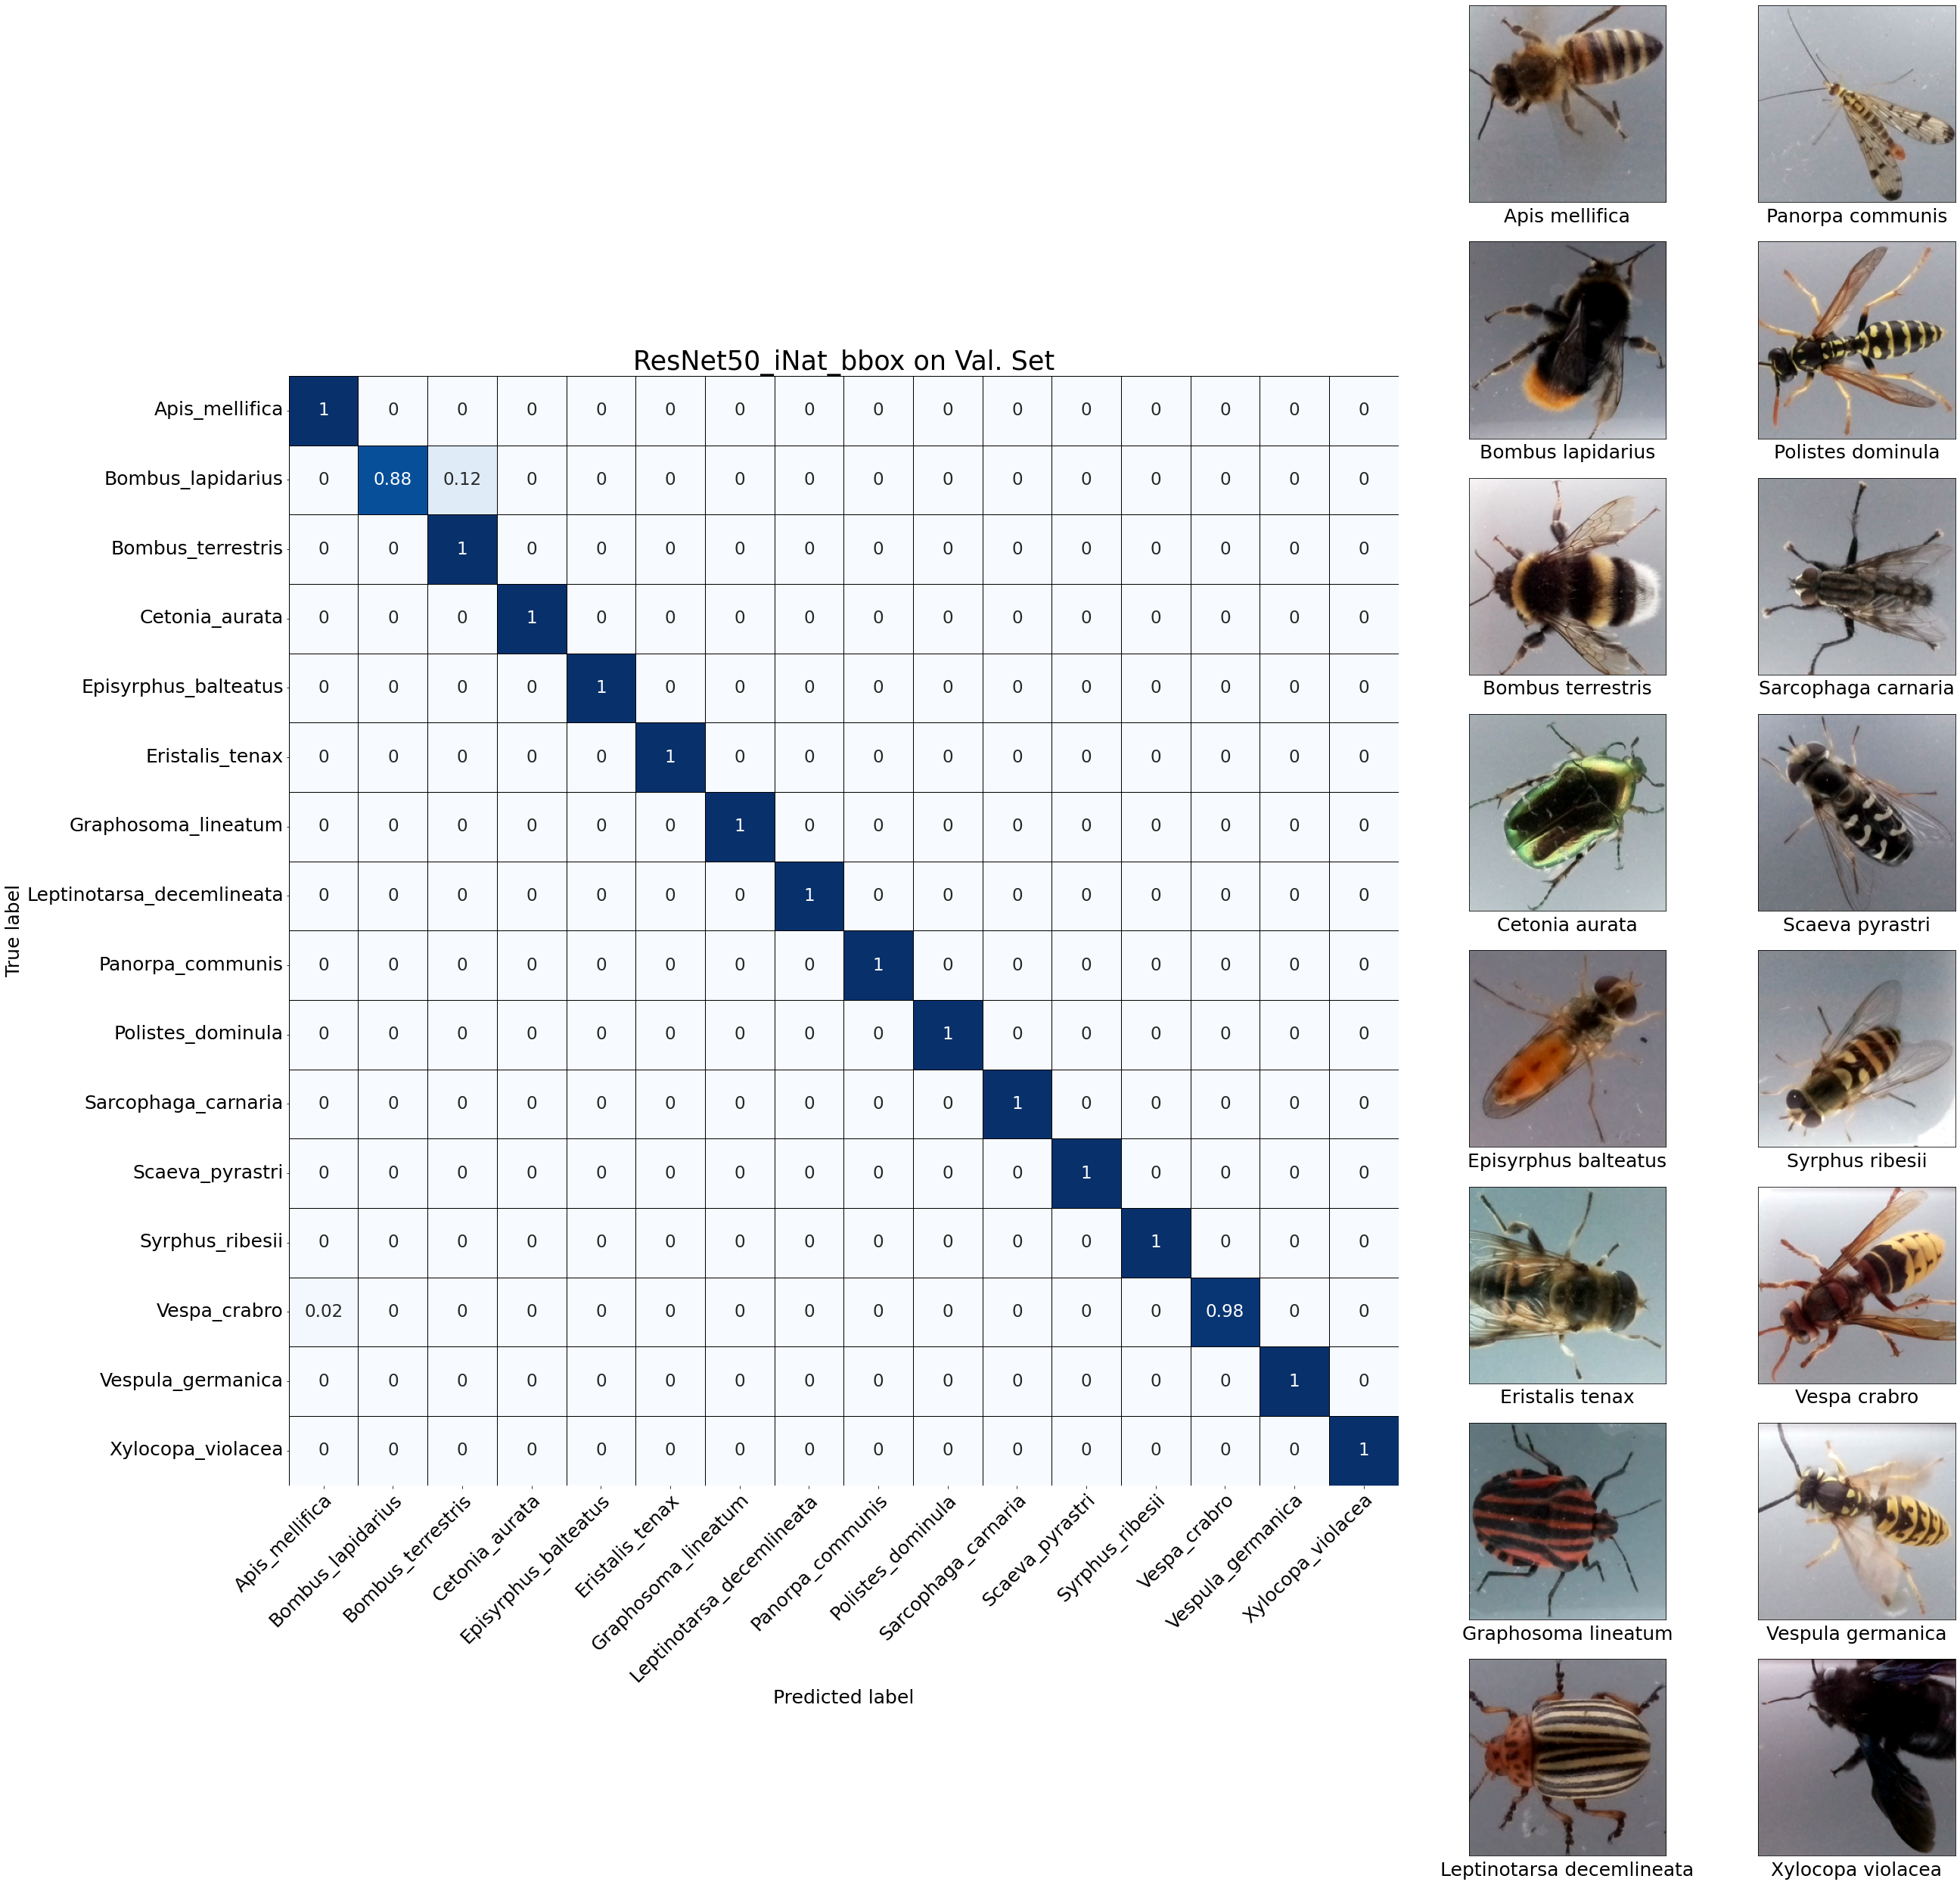 ResNet50_iNat_bbox on Val. Set
True label
Apis_mellifica 1 0 0 0 0 0 0 0 0 0 0 0 0 0 0 0
Bombus_lapidarius 0 0.88 0.12 0 0 0 0 0 0 0 0 0 0 0 0 0
Bombus_terrestris 0 0 1 0 0 0 0 0 0 0 0 0 0 0 0 0
Cetonia_aurata 0 0 0 1 0 0 0 0 0 0 0 0 0 0 0 0
Episyrphus_balteatus 0 0 0 0 1 0 0 0 0 0 0 0 0 0 0 0
Eristalis_tenax 0 0 0 0 0 1 0 0 0 0 0 0 0 0 0 0
Graphosoma_lineatum 0 0 0 0 0 0 1 0 0 0 0 0 0 0 0 0
Leptinotarsa_decemlineata 0 0 0 0 0 0 0 1 0 0 0 0 0 0 0 0
Panorpa_communis 0 0 0 0 0 0 0 0 1 0 0 0 0 0 0 0
Polistes_dominula 0 0 0 0 0 0 0 0 0 1 0 0 0 0 0 0
Sarcophaga_carnaria 0 0 0 0 0 0 0 0 0 0 1 0 0 0 0 0
Scaeva_pyrastri 0 0 0 0 0 0 0 0 0 0 0 1 0 0 0 0
Syrphus_ribesii 0 0 0 0 0 0 0 0 0 0 0 0 1 0 0 0
Vespa_crabro 0.02 0 0 0 0 0 0 0 0 0 0 0 0 0.98 0 0
Vespula_germanica 0 0 0 0 0 0 0 0 0 0 0 0 0 0 1 0
Xylocopa_violacea 0 0 0 0 0 0 0 0 0 0 0 0 0 0 0 1
Apis_mellifica
Bombus_lapidarius
Bombus_terrestris
Cetonia_aurata
Episyrphus_balteatus
Eristalis_tenax
Graphosoma_lineatum
Leptinotarsa_decemlineata
Panorpa_communis
Polistes_dominula
Sarcophaga_carnaria
Scaeva_pyrastri
Syrphus_ribesii
Vespa_crabro
Vespula_germanica
Xylocopa_violacea
Predicted label
Apis mellifica
Panorpa communis
Bombus lapidarius
Polistes dominula
Bombus terrestris
Sarcophaga carnaria
Cetonia aurata
Scaeva pyrastri
Episyrphus balteatus
Syrphus ribesii
Eristalis tenax
Vespa crabro
Graphosoma lineatum
Vespula germanica
Leptinotarsa decemlineata
Xylocopa violacea